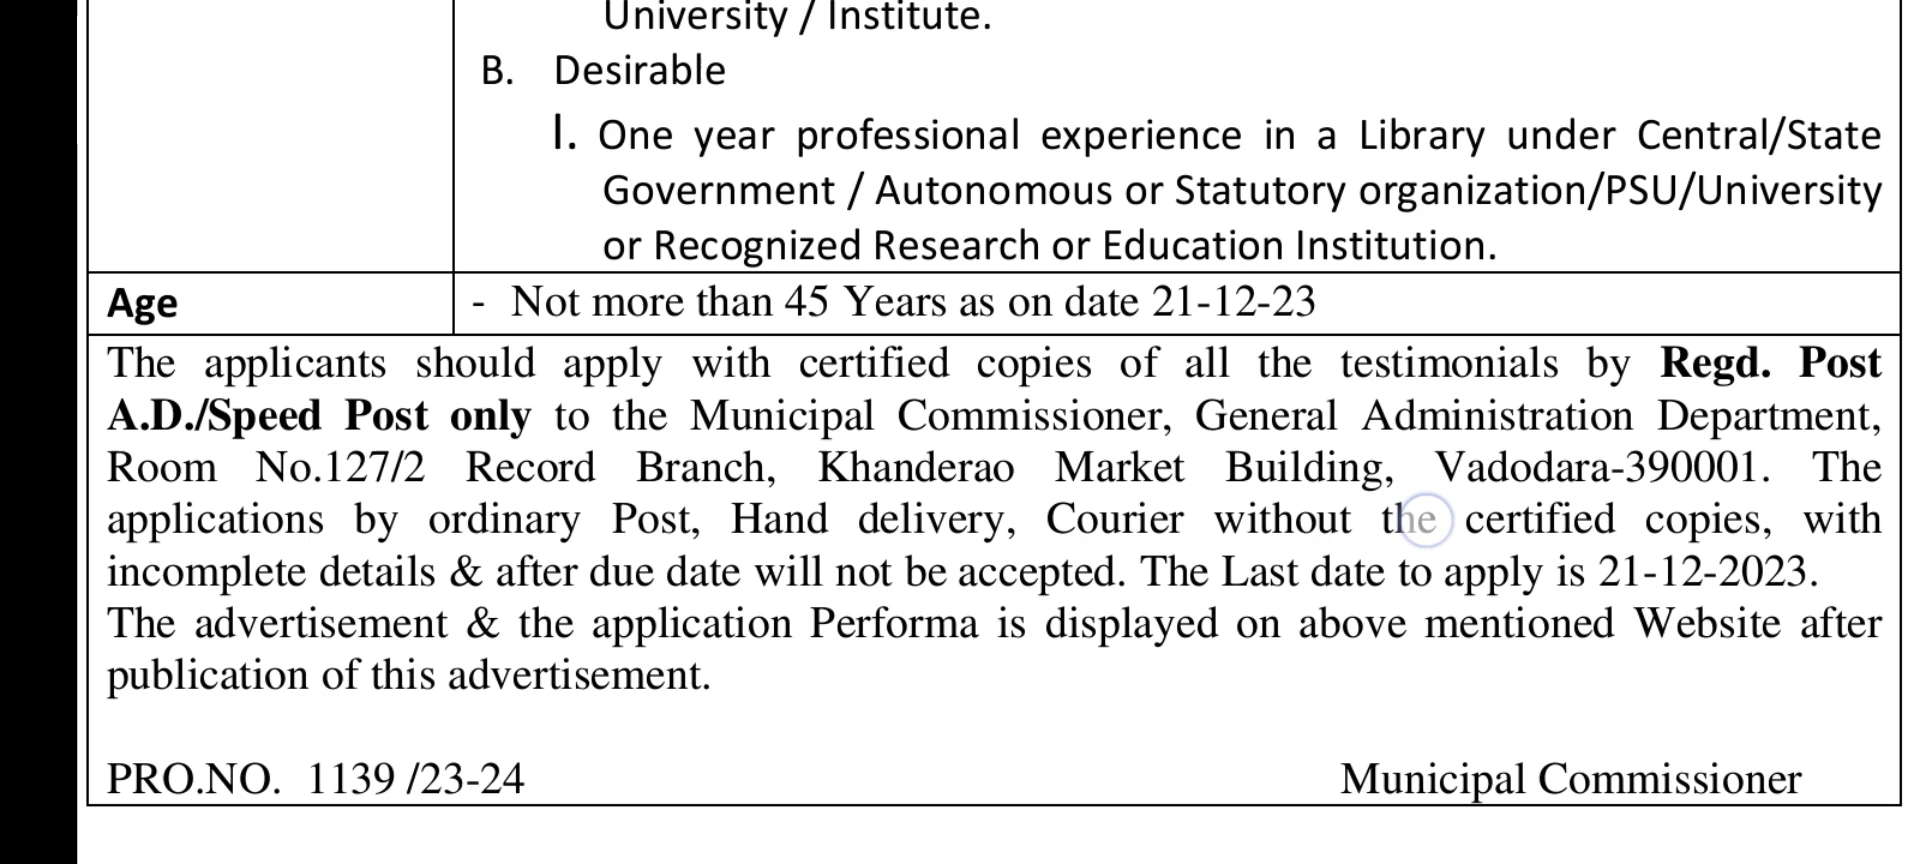 University / Institute.
B. Desirable
I. One year professional experience in a Library under Central/State
Government / Autonomous or Statutory organization/PSU/University
or Recognized Research or Education Institution.
Age
- Not more than 45 Years as on date 21-12-23
The applicants should apply with certified copies of all the testimonials by Regd. Post
A.D./Speed Post only to the Municipal Commissioner, General Administration Department,
Room No.127/2 Record Branch, Khanderao Market Building, Vadodara-390001. The
applications by ordinary Post, Hand delivery, Courier without the certified copies, with
incomplete details & after due date will not be accepted. The Last date to apply is 21-12-2023.
The advertisement & the application Performa is displayed on above mentioned Website after
publication of this advertisement.
PRO.NO. 1139 /23-24
Municipal Commissioner